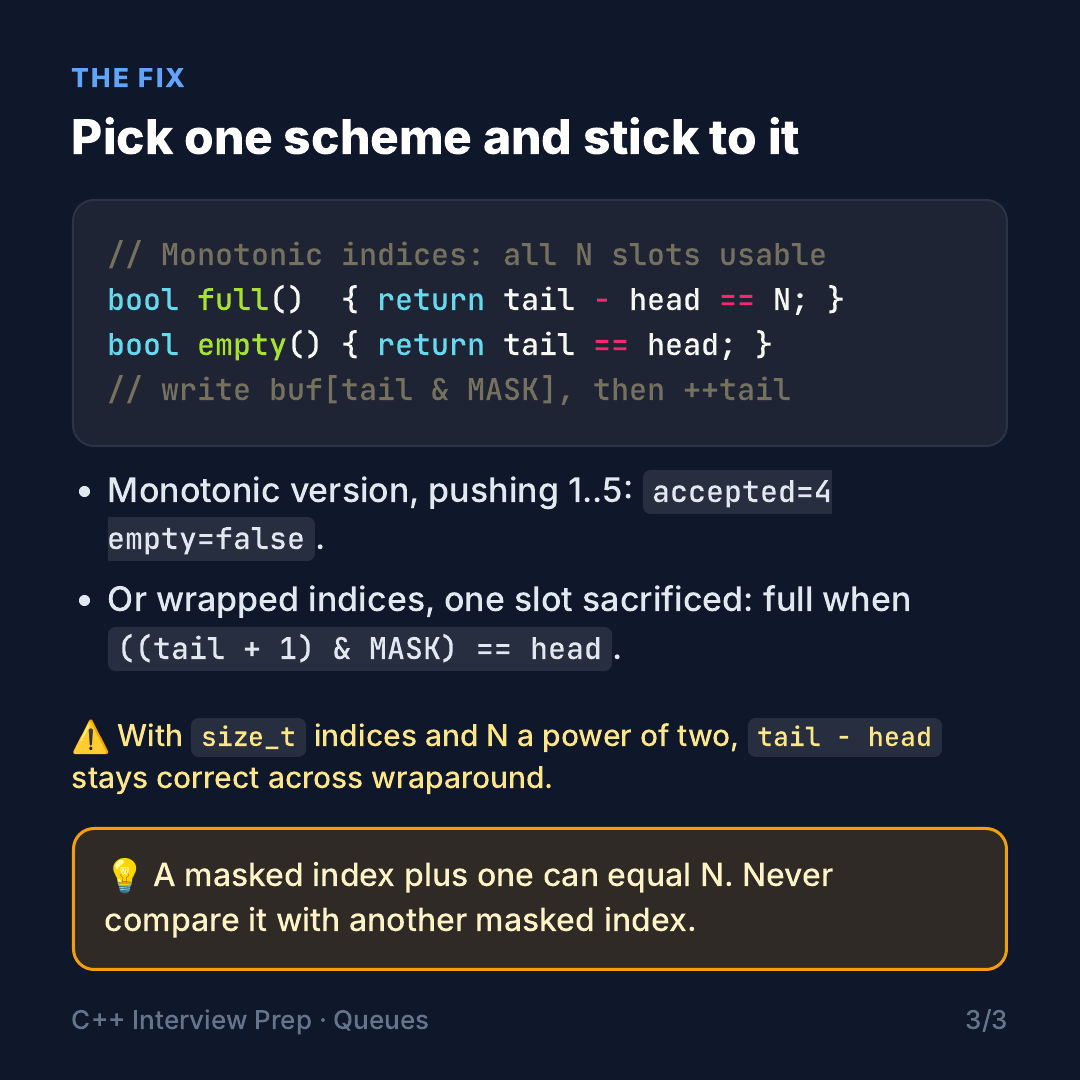 THE FIX
Pick one scheme and stick to it
// Monotonic indices: all N slots usable
bool full()  { return tail - head == N; }
bool empty() { return tail == head; }
// write buf[tail & MASK], then ++tail
• Monotonic version, pushing 1..5: accepted=4
empty=false.
• Or wrapped indices, one slot sacrificed: full when
((tail + 1) & MASK) == head.
⚠️ With size_t indices and N a power of two, tail - head
stays correct across wraparound.
💡 A masked index plus one can equal N. Never
compare it with another masked index.
C++ Interview Prep · Queues
3/3